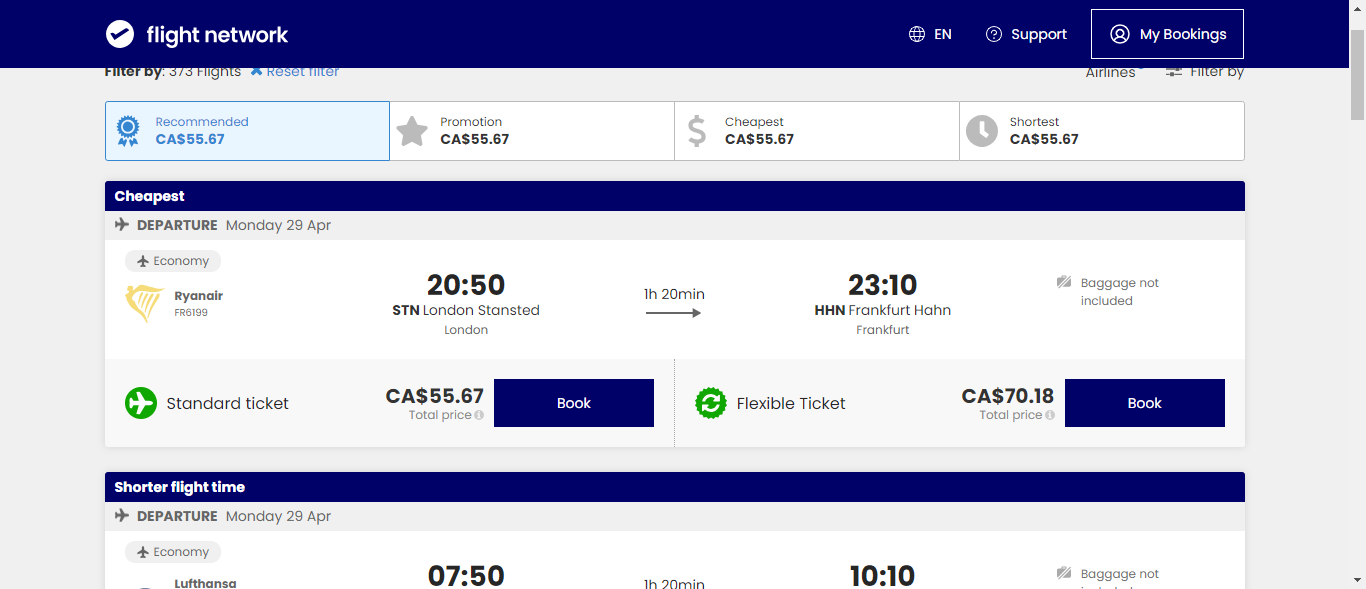 flight network
EN
Support
My Bookings
Filter by: 373 Flights
Reset filter
Airlines
Filter by
Recommended
CA$55.67
Promotion
CA$55.67
Cheapest
CA$55.67
Shortest
CA$55.67
Cheapest
DEPARTURE Monday 29 Apr
Economy
Ryanair
FR6199
20:50
STN London Stansted
London
1h 20min
23:10
HHN Frankfurt Hahn
Frankfurt
Baggage not
included
Standard ticket
CA$55.67
Total price
Book
Flexible Ticket
CA$70.18
Total price
Book
Shorter flight time
DEPARTURE Monday 29 Apr
Economy
Lufthansa
07:50
1h 20min
10:10
Baggage not